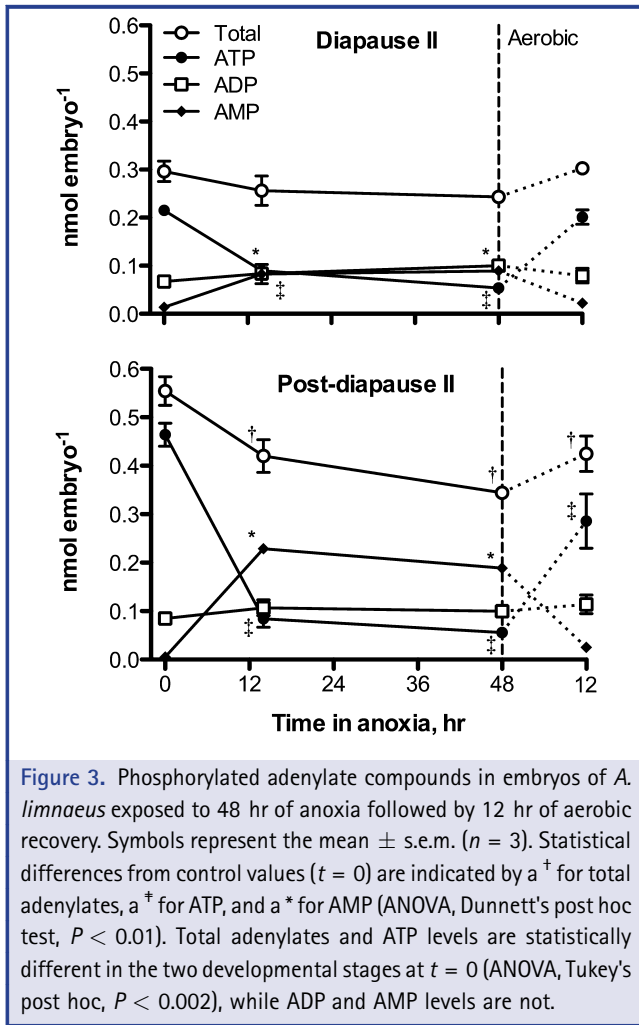 Total
ATP
ADP
AMP
Diapause II
Aerobic
nmol embryo-1
0.6
0.5
0.4
0.3
0.2
0.1
0.0
*
‡
*
‡
Post-diapause II
nmol embryo-1
0.6
0.5
0.4
0.3
0.2
0.1
0.0
†
*
‡
†
*
‡
†
‡
0 12 24 36 48 12
Time in anoxia, hr
Figure 3. Phosphorylated adenylate compounds in embryos of A.
limnaeus exposed to 48 hr of anoxia followed by 12 hr of aerobic
recovery. Symbols represent the mean ± s.e.m. (n = 3). Statistical
differences from control values (t = 0) are indicated by a † for total
adenylates, a ‡ for ATP, and a * for AMP (ANOVA, Dunnett's post hoc
test, P < 0.01). Total adenylates and ATP levels are statistically
different in the two developmental stages at t = 0 (ANOVA, Tukey's
post hoc, P < 0.002), while ADP and AMP levels are not.